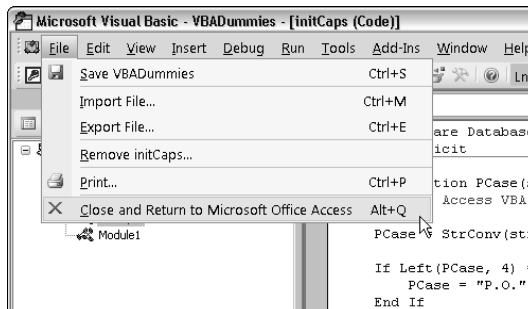 Microsoft Visual Basic - VBADummies - [initCaps (Code)]
File Edit View Insert Debug Run Tools Add-Ins Window Help
Save VBADummies Ctrl+S
Import File... Ctrl+M
Export File... Ctrl+E
Remove initCaps...
Print... Ctrl+P
Close and Return to Microsoft Office Access Alt+Q
Module1
Ln
are Databas
icit
tion PCase(s
Access VBA
PCase = StrConv(str
If Left(PCase, 4) =
PCase = "P.O."
End If